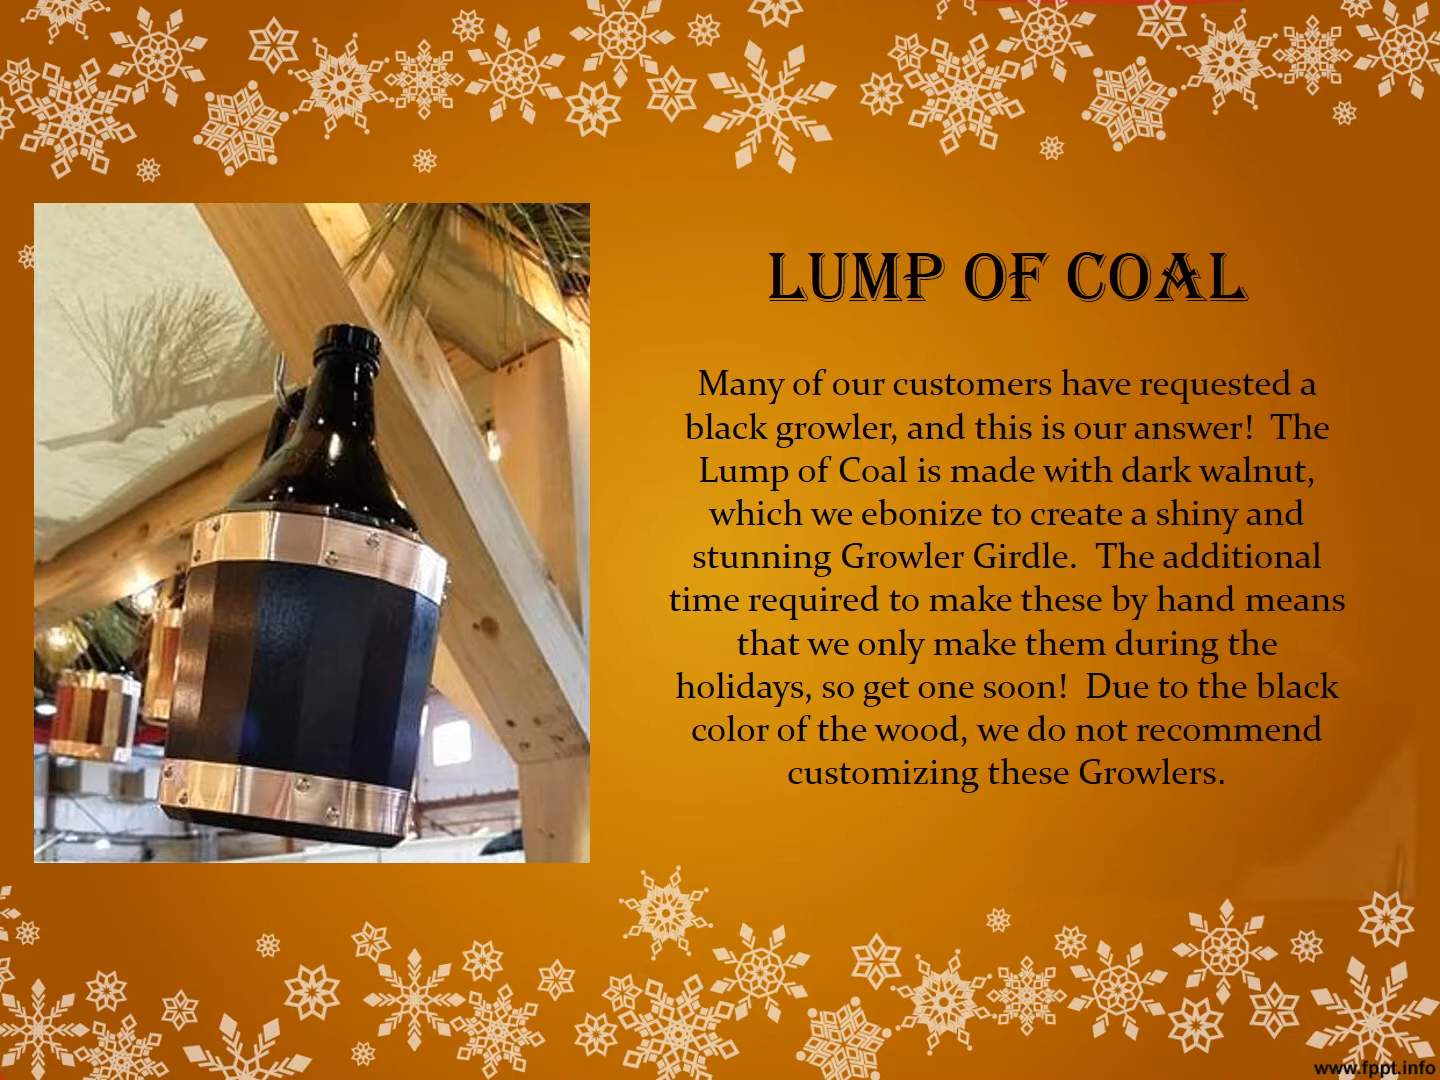 LUMP OF COAL
Many of our customers have requested a
black growler, and this is our answer!  The
Lump of Coal is made with dark walnut,
which we ebonize to create a shiny and
stunning Growler Girdle.  The additional
time required to make these by hand means
that we only make them during the
holidays, so get one soon!  Due to the black
color of the wood, we do not recommend
customizing these Growlers.
www.fppt.info